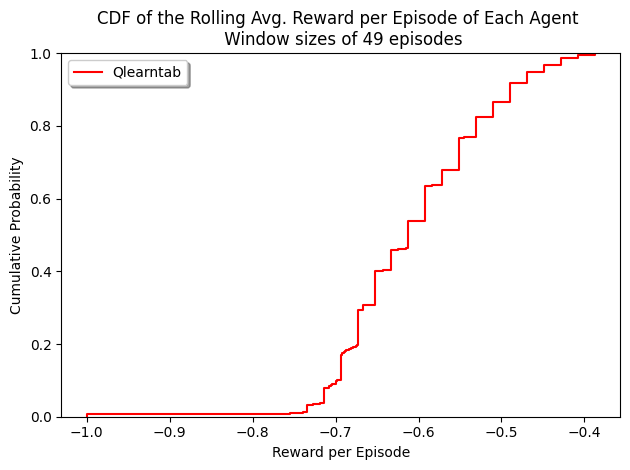 CDF of the Rolling Avg. Reward per Episode of Each Agent
Window sizes of 49 episodes
Qlearntab
1.0
0.8
0.6
0.4
0.2
0.0
Cumulative Probability
−1.0 −0.9 −0.8 −0.7 −0.6 −0.5 −0.4
Reward per Episode